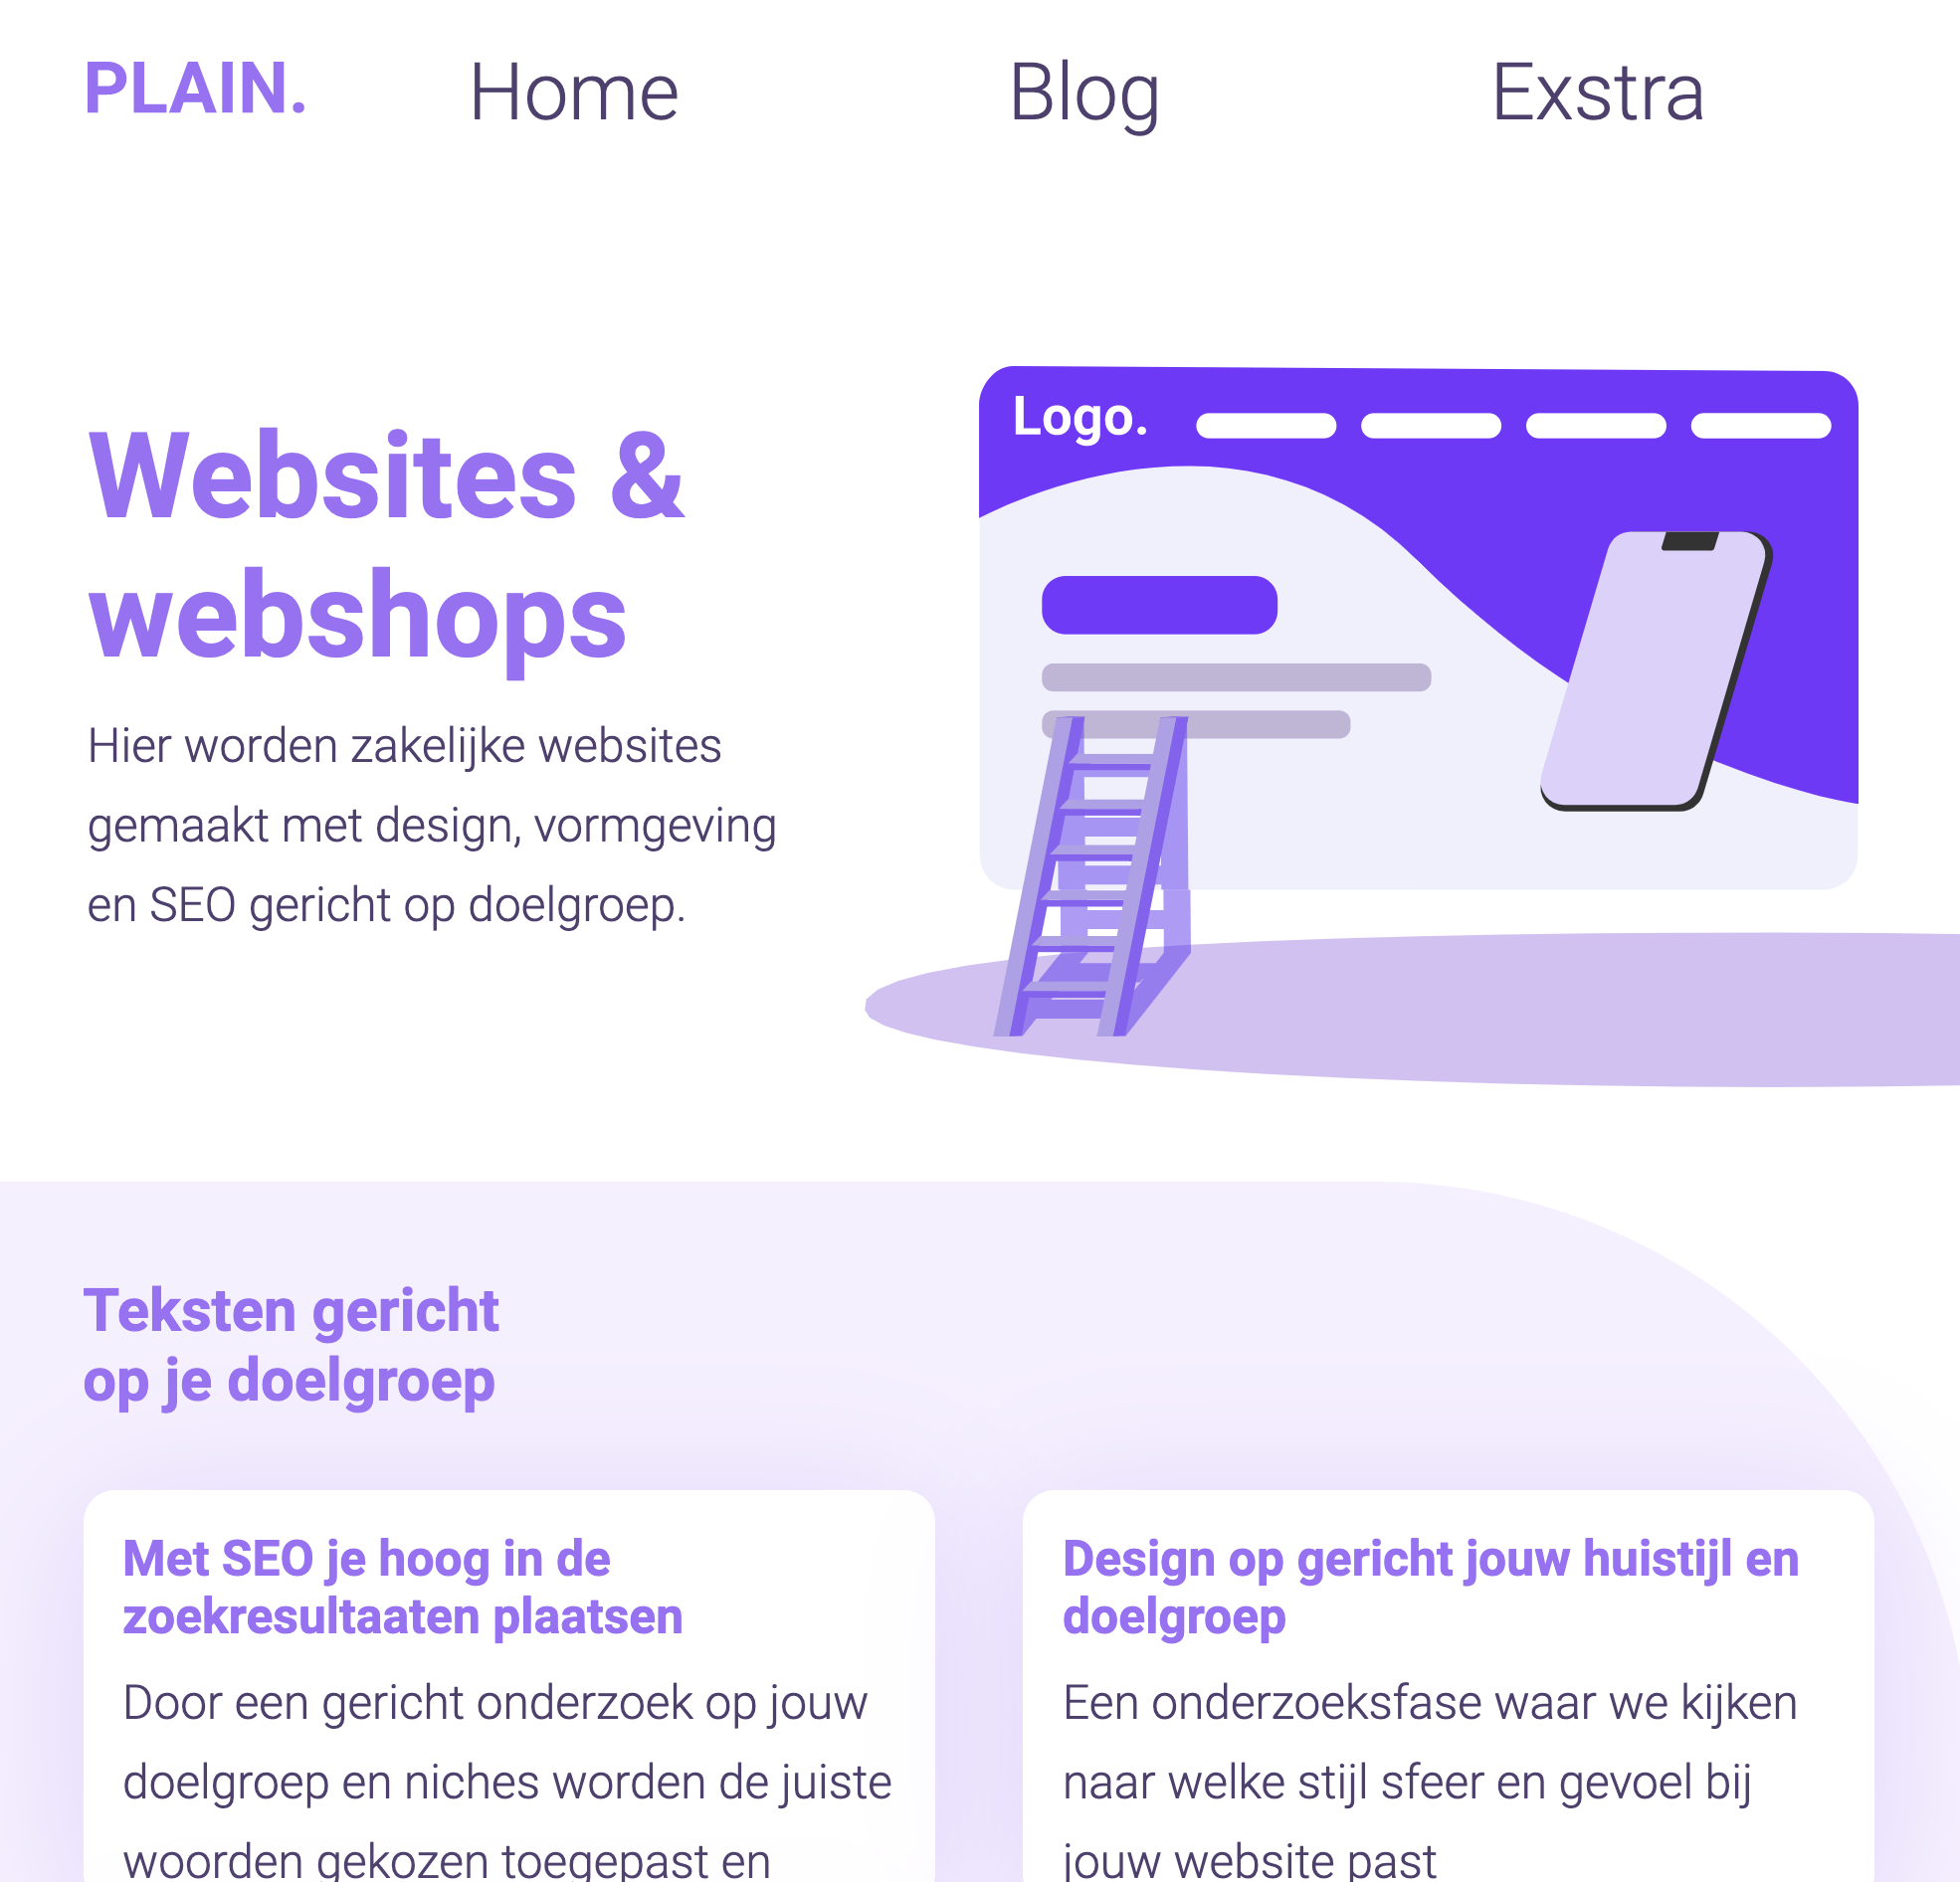 PLAIN. Home Blog Exstra
Logo.
Websites &
webshops
Hier worden zakelijke websites
gemaakt met design, vormgeving
en SEO gericht op doelgroep.
Teksten gericht
op je doelgroep
Met SEO je hoog in de
zoekresultaaten plaatsen
Door een gericht onderzoek op jouw
doelgroep en niches worden de juiste
woorden gekozen toegepast en
Design op gericht jouw huistijl en
doelgroep
Een onderzoeksfase waar we kijken
naar welke stijl sfeer en gevoel bij
jouw website past